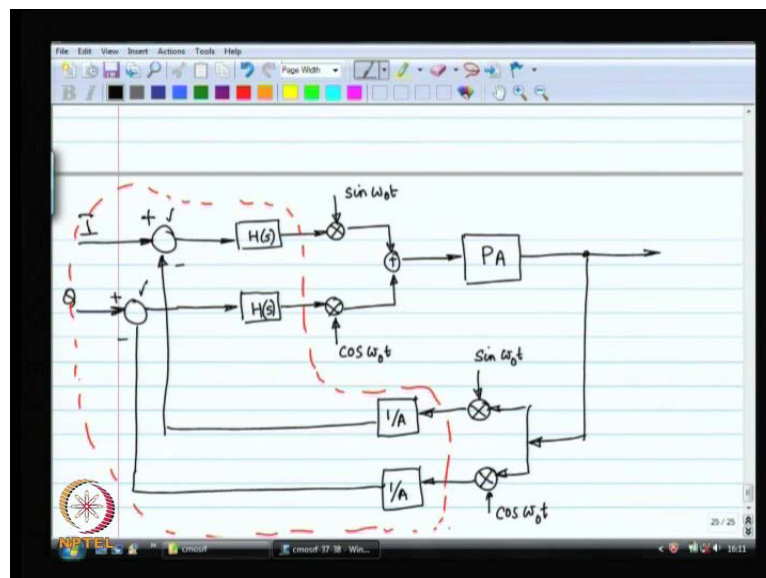 File Edit View Insert Actions Tools Help
Page Width
B I
sin ω₀t
I + ✓
H(s)
PA
-
+
Q + ✓
H(s)
-
cos ω₀t
sin ω₀t
1/A
1/A
cos ω₀t
25 / 25
NPTEL
cmosrf
cmosrf-37-38 - Win...
16:11